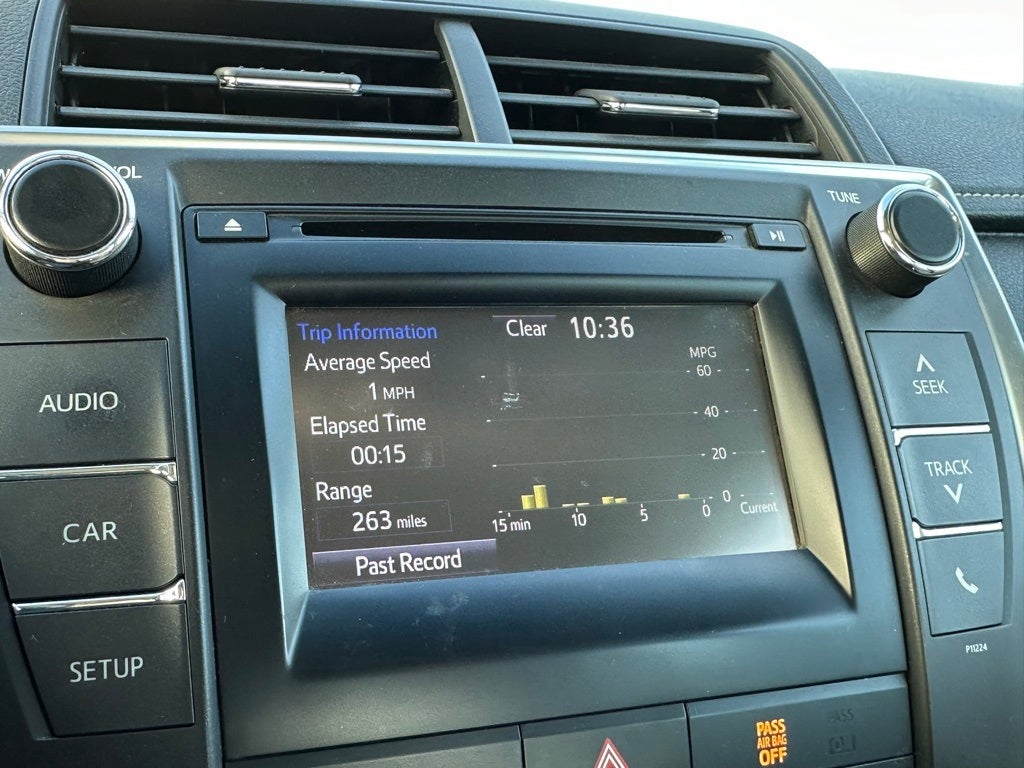 VOL
TUNE
Trip Information
Clear
10:36
Average Speed
1 MPH
Elapsed Time
00:15
Range
263 miles
Past Record
MPG
60
40
20
0
15 min
10
5
0
Current
AUDIO
CAR
SETUP
SEEK
TRACK
P11224
PASS
AIR BAG
OFF
PASS